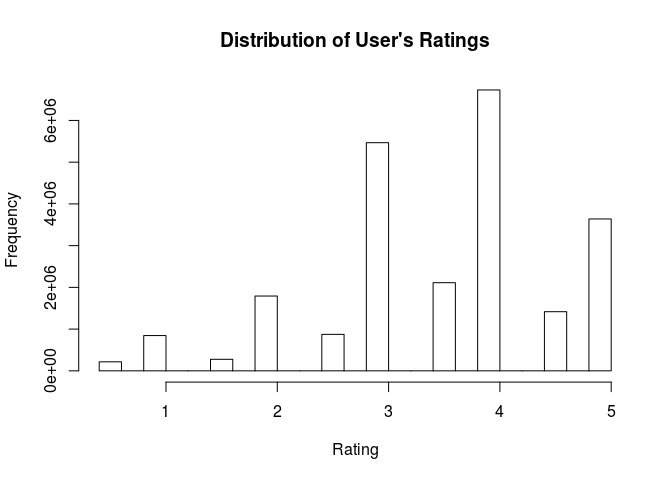 Distribution of User's Ratings
Frequency
6e+06
4e+06
2e+06
0e+00
1 2 3 4 5
Rating